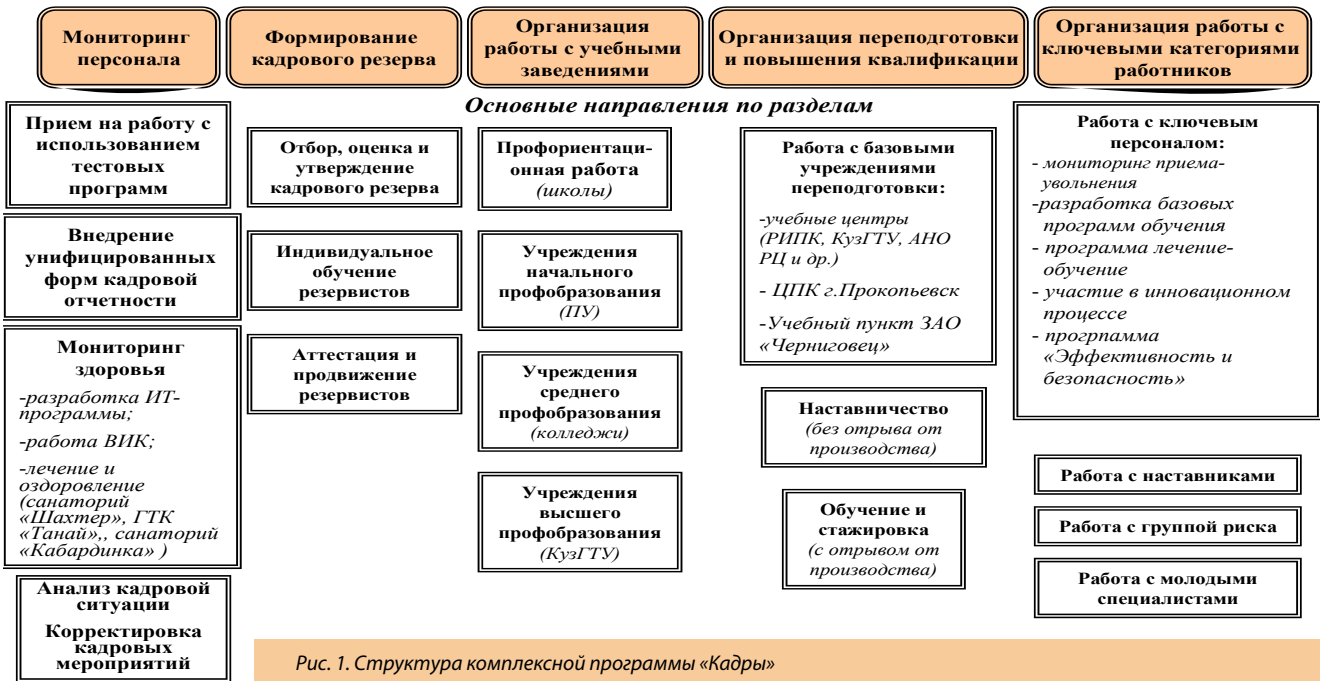 Мониторинг
персонала
Формирование
кадрового резерва
Организация
работы с учебными
заведениями
Организация переподготовки
и повышения квалификации
Организация работы с
ключевыми категориями
работников
Основные направления по разделам
Прием на работу с
использованием
тестовых
программ
Внедрение
унифицированных
форм кадровой
отчетности
Мониторинг
здоровья
-разработка ИТ-
программы;
-работа ВИК;
-лечение и
оздоровление
(санаторий
«Шахтер», ГТК
«Танай»,, санаторий
«Кабардинка» )
Анализ кадровой
ситуации
Корректировка
кадровых
мероприятий
Отбор, оценка и
утверждение
кадрового резерва
Индивидуальное
обучение
резервистов
Аттестация и
продвижение
резервистов
Профориентаци-
онная работа
(школы)
Учреждения
начального
профобразования
(ПУ)
Учреждения
среднего
профобразования
(колледжи)
Учреждения
высшего
профобразования
(КузГТУ)
Работа с базовыми
учреждениями
переподготовки:
-учебные центры
(РИПК, КузГТУ, АНО
РЦ и др.)
- ЦПК г.Прокопьевск
-Учебный пункт ЗАО
«Черниговец»
Наставничество
(без отрыва от
производства)
Обучение и
стажировка
(с отрывом от
производства)
Работа с ключевым
персоналом:
- мониторинг приема-
увольнения
-разработка базовых
программ обучения
- программа лечение-
обучение
- участие в инновационном
процессе
- прогрпамма
«Эффективность и
безопасность»
Работа с наставниками
Работа с группой риска
Работа с молодыми
специалистами
Рис. 1. Структура комплексной программы «Кадры»